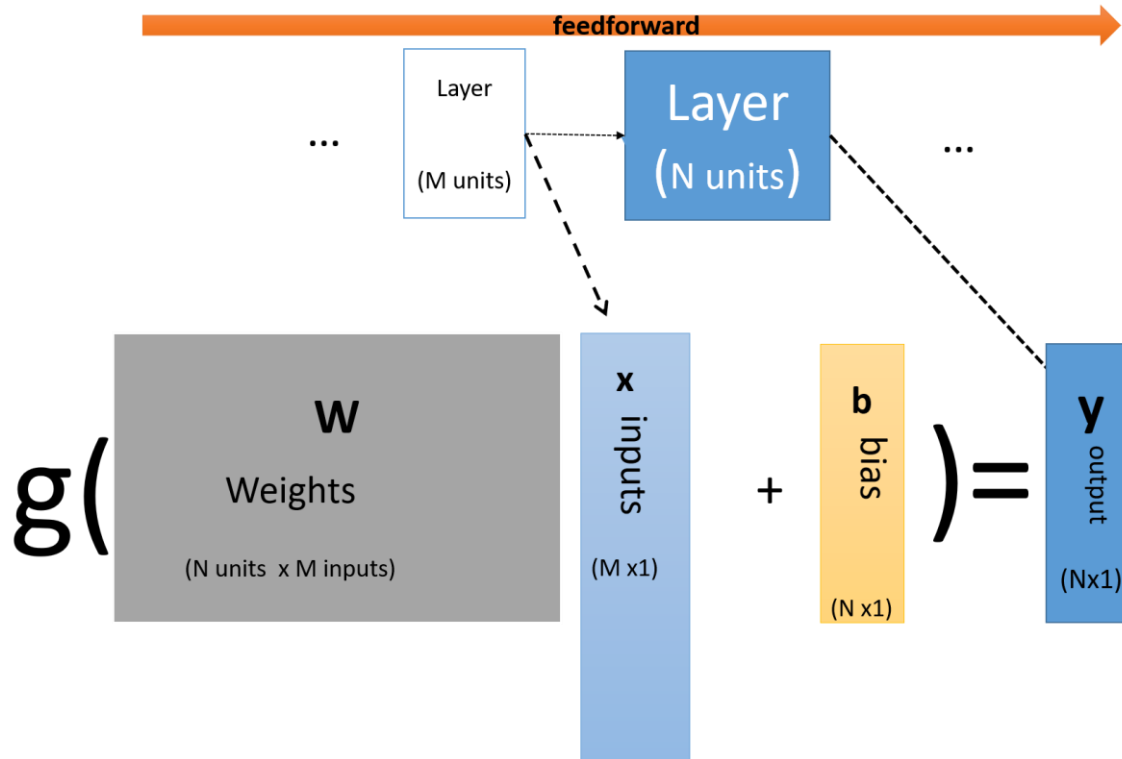 feedforward
Layer
(M units)
Layer
(N units)
...
...
g(
W
Weights
(N units x M inputs)
x
inputs
(M x1)
+
b
bias
(N x1)
)=
y
output
(Nx1)